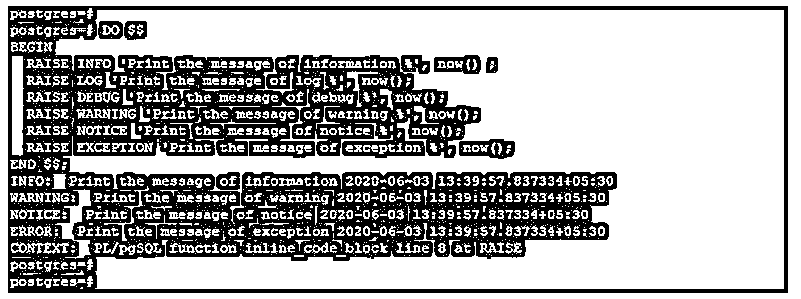 postgres=#
postgres=# DO $$
BEGIN
RAISE INFO 'Print the message of information %', now() ;
RAISE LOG 'Print the message of log %', now();
RAISE DEBUG 'Print the message of debug %', now();
RAISE WARNING 'Print the message of warning %', now();
RAISE NOTICE 'Print the message of notice %', now();
RAISE EXCEPTION 'Print the message of exception %', now();
END $$;
INFO:  Print the message of information 2020-06-03 13:39:57.837334+05:30
WARNING:  Print the message of warning 2020-06-03 13:39:57.837334+05:30
NOTICE:  Print the message of notice 2020-06-03 13:39:57.837334+05:30
ERROR:  Print the message of exception 2020-06-03 13:39:57.837334+05:30
CONTEXT:  PL/pgSQL function inline_code_block line 8 at RAISE
postgres=#
postgres=#